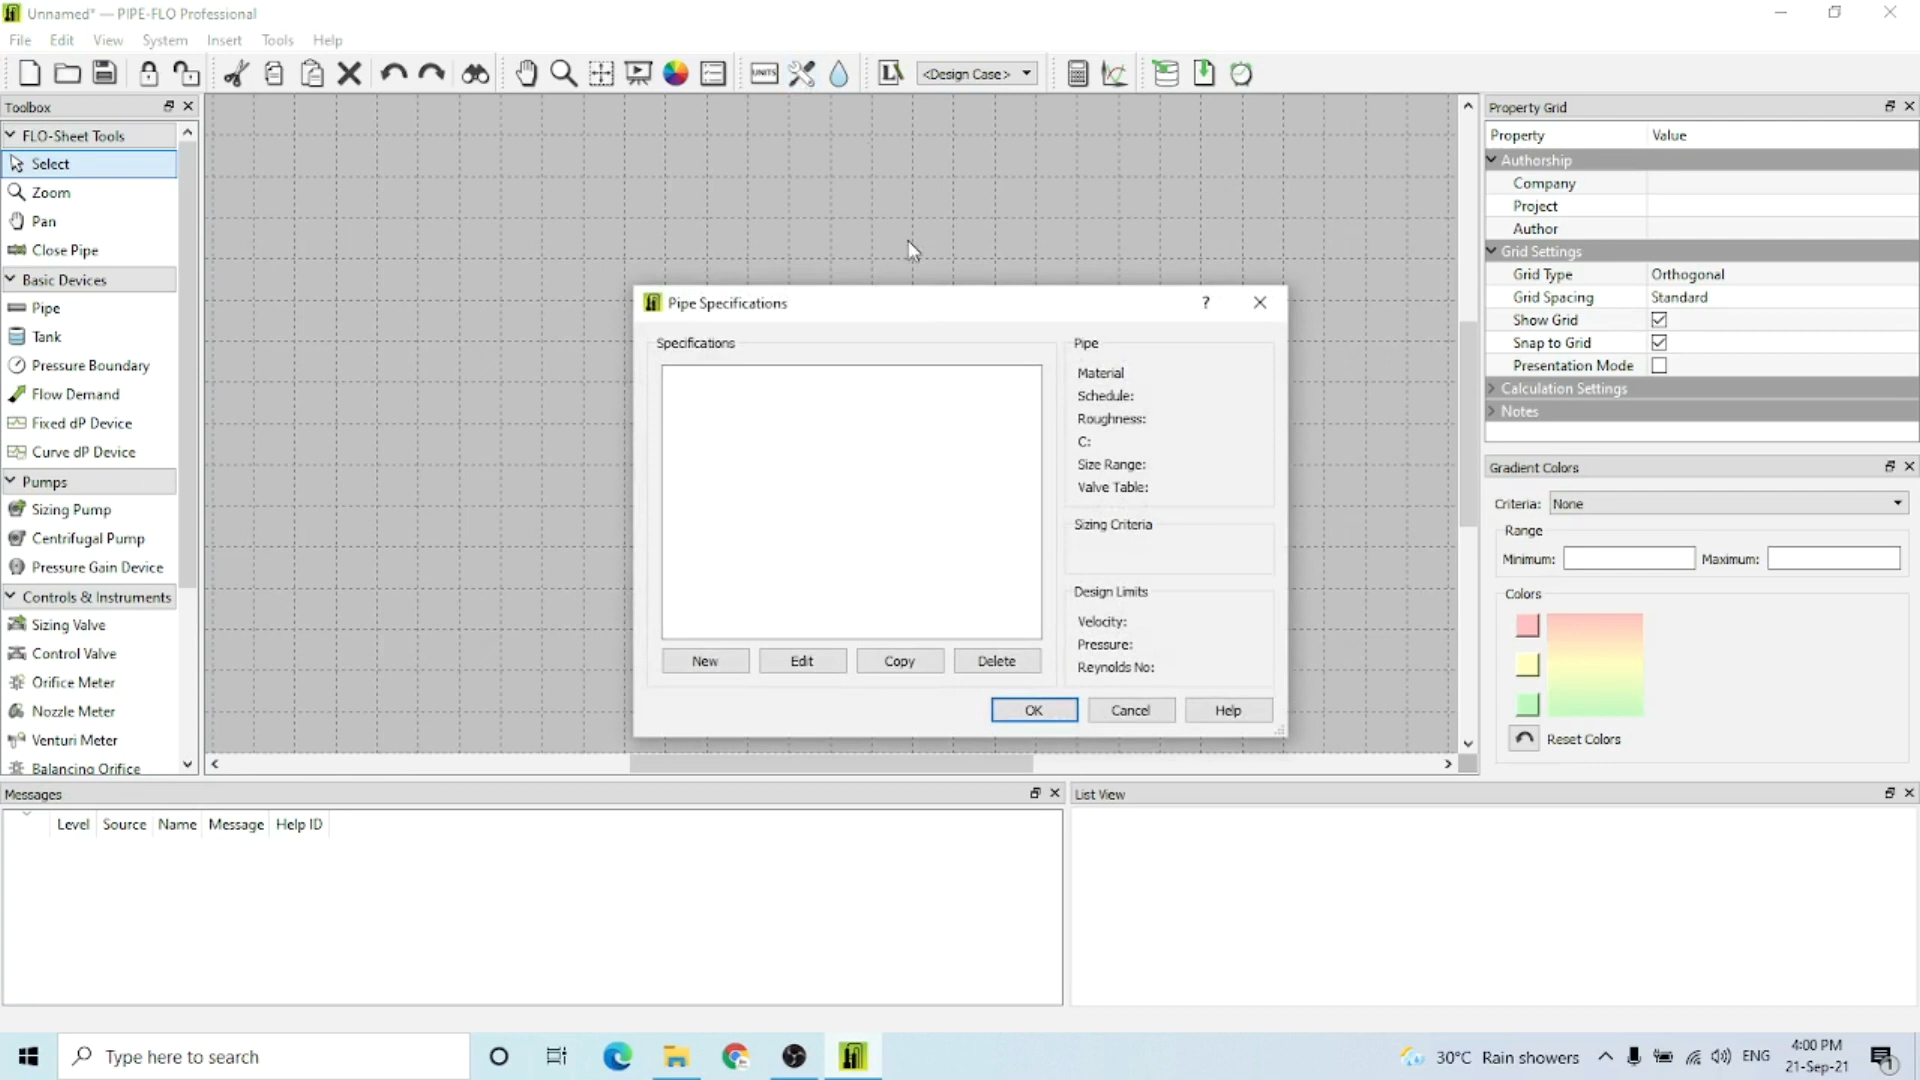 Unnamed* — PIPE-FLO Professional
File Edit View System Insert Tools Help
UNITS
<Design Case>
Toolbox
FLO-Sheet Tools
Select
Zoom
Pan
Close Pipe
Basic Devices
Pipe
Tank
Pressure Boundary
Flow Demand
Fixed dP Device
Curve dP Device
Pumps
Sizing Pump
Centrifugal Pump
Pressure Gain Device
Controls & Instruments
Sizing Valve
Control Valve
Orifice Meter
Nozzle Meter
Venturi Meter
Balancing Orifice
Pipe Specifications
?
Specifications
New Edit Copy Delete
Pipe
Material
Schedule:
Roughness:
C:
Size Range:
Valve Table:
Sizing Criteria
Design Limits
Velocity:
Pressure:
Reynolds No:
OK Cancel Help
Property Grid
Property Value
Authorship
Company
Project
Author
Grid Settings
Grid Type Orthogonal
Grid Spacing Standard
Show Grid
Snap to Grid
Presentation Mode
Calculation Settings
Notes
Gradient Colors
Criteria: None
Range
Minimum: Maximum:
Colors
Reset Colors
Messages
Level Source Name Message Help ID
List View
Type here to search
30°C Rain showers
ENG
4:00 PM
21-Sep-21
1